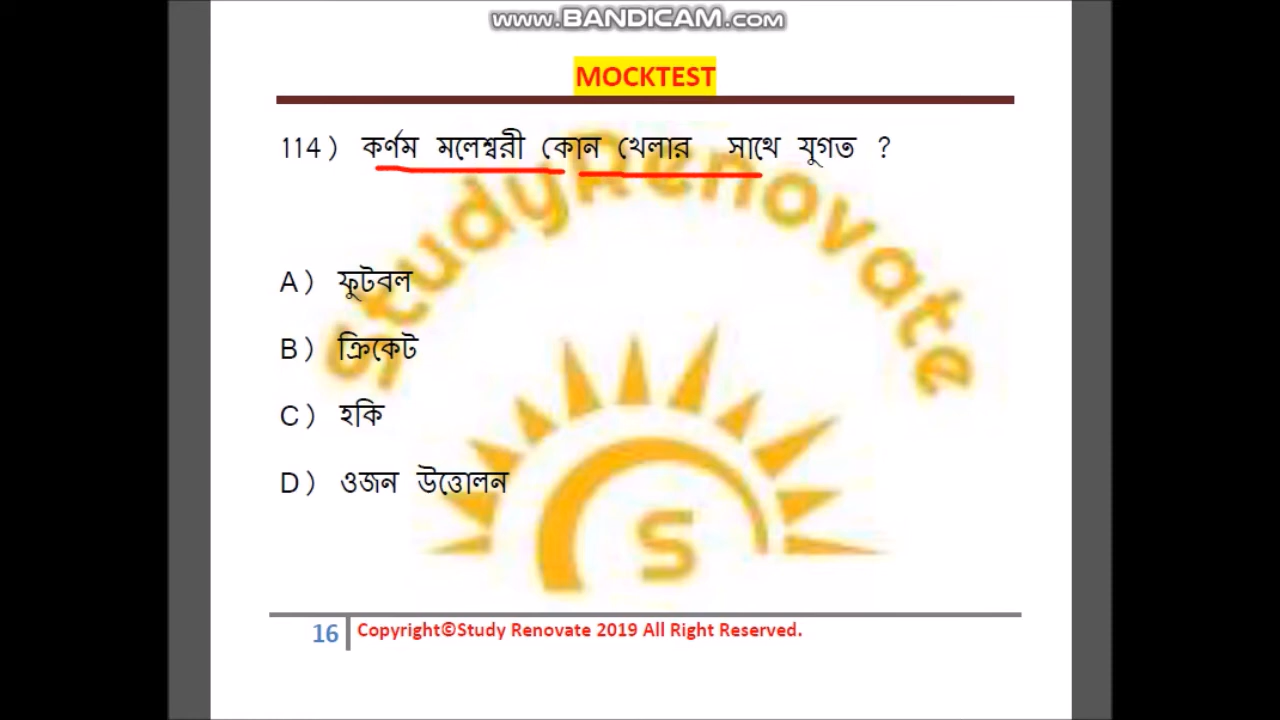 www.BANDICAM.com
MOCKTEST
114) কর্ণম মলেশ্বরী কোন খেলার সাথে যুগত ?
StudyRenovate
A) ফুটবল
B) ক্রিকেট
C) হকি
D) ওজন উত্তোলন
S
16 Copyright©Study Renovate 2019 All Right Reserved.